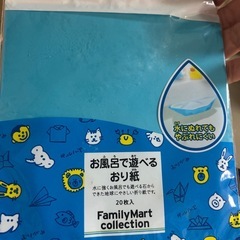 水にぬれても
やぶれにくい
お風呂で遊べる
おり紙
水に強くお風呂でも遊べる石から
できた地球にやさしい折り紙です。
20枚入
FamilyMart
collection